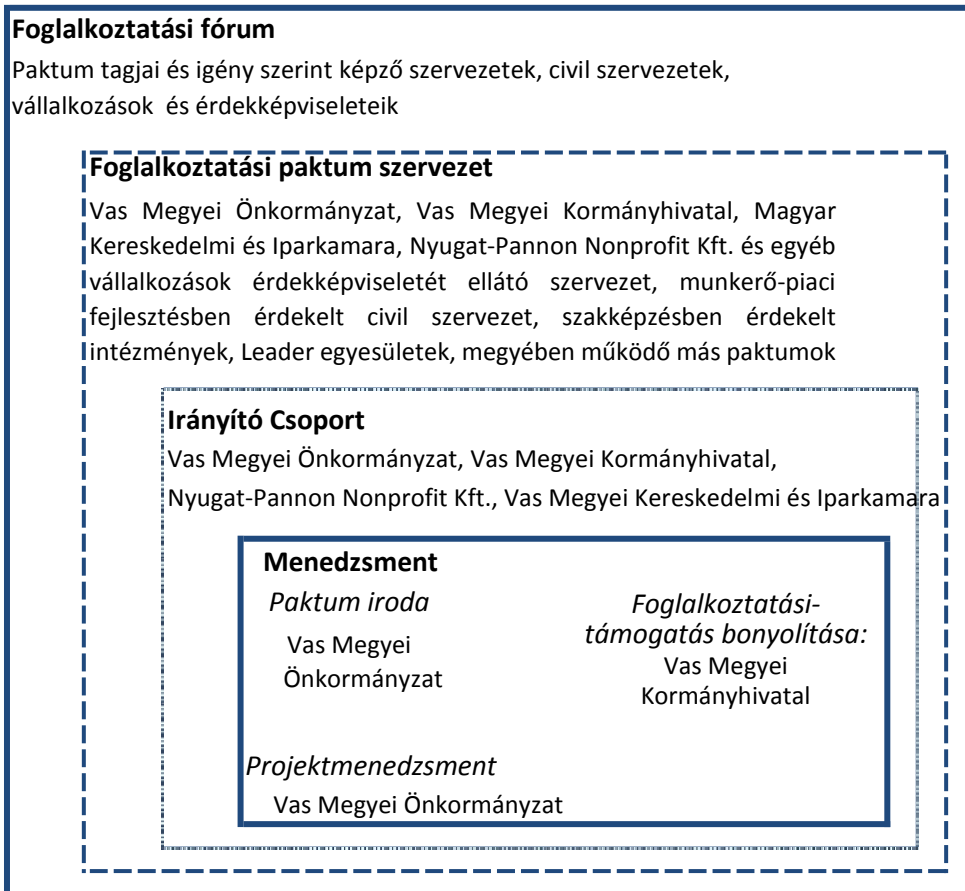 Foglalkoztatási fórum
Paktum tagjai és igény szerint képző szervezetek, civil szervezetek,
vállalkozások és érdekképviseleteik
Foglalkoztatási paktum szervezet
Vas Megyei Önkormányzat, Vas Megyei Kormányhivatal, Magyar
Kereskedelmi és Iparkamara, Nyugat-Pannon Nonprofit Kft. és egyéb
vállalkozások érdekképviseletét ellátó szervezet, munkerő-piaci
fejlesztésben érdekelt civil szervezet, szakképzésben érdekelt
intézmények, Leader egyesületek, megyében működő más paktumok
Irányító Csoport
Vas Megyei Önkormányzat, Vas Megyei Kormányhivatal,
Nyugat-Pannon Nonprofit Kft., Vas Megyei Kereskedelmi és Iparkamara
Menedzsment
Paktum iroda
Vas Megyei
Önkormányzat
Foglalkoztatási-
támogatás bonyolítása:
Vas Megyei
Kormányhivatal
Projektmenedzsment
Vas Megyei Önkormányzat